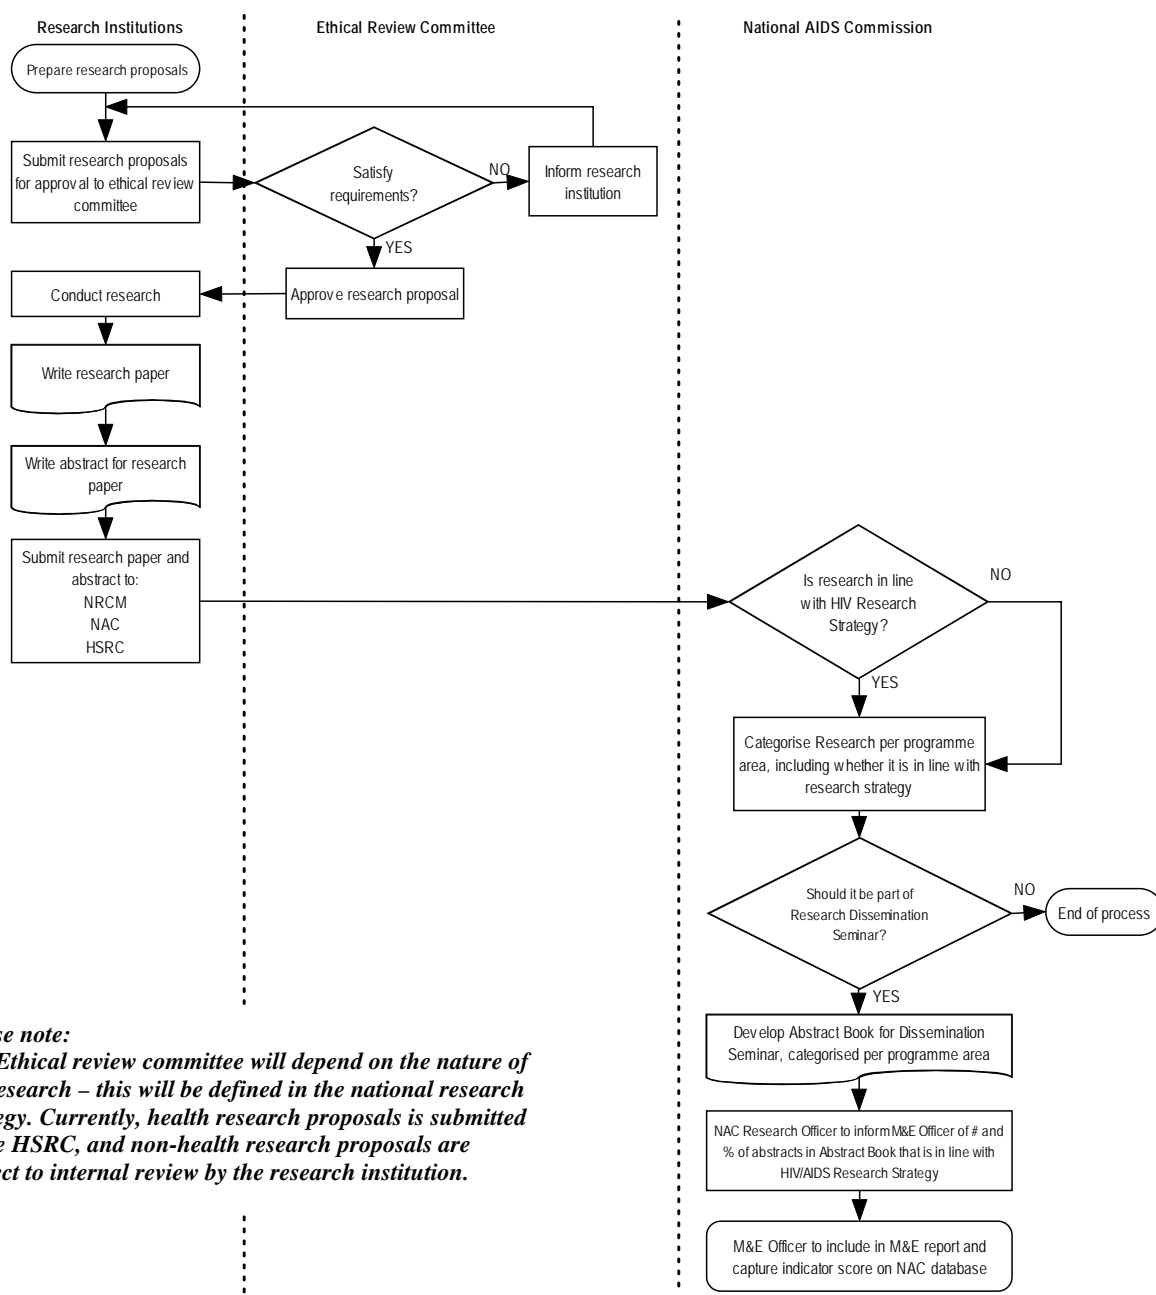 Research Institutions
Ethical Review Committee
National AIDS Commission
Prepare research proposals
Submit research proposals
for approval to ethical review
committee
Satisfy
requirements?
NO
Inform research
institution
YES
Approve research proposal
Conduct research
Write research paper
Write abstract for research
paper
Submit research paper and
abstract to:
NRCM
NAC
HSRC
Is research in line
with HIV Research
Strategy?
NO
YES
Categorise Research per programme
area, including whether it is in line with
research strategy
Should it be part of
Research Dissemination
Seminar?
NO
End of process
YES
Develop Abstract Book for Dissemination
Seminar, categorised per programme area
NAC Research Officer to inform M&E Officer of # and
% of abstracts in Abstract Book that is in line with
HIV/AIDS Research Strategy
M&E Officer to include in M&E report and
capture indicator score on NAC database
se note:
Ethical review committee will depend on the nature of
esearch – this will be defined in the national research
egy. Currently, health research proposals is submitted
e HSRC, and non-health research proposals are
ect to internal review by the research institution.